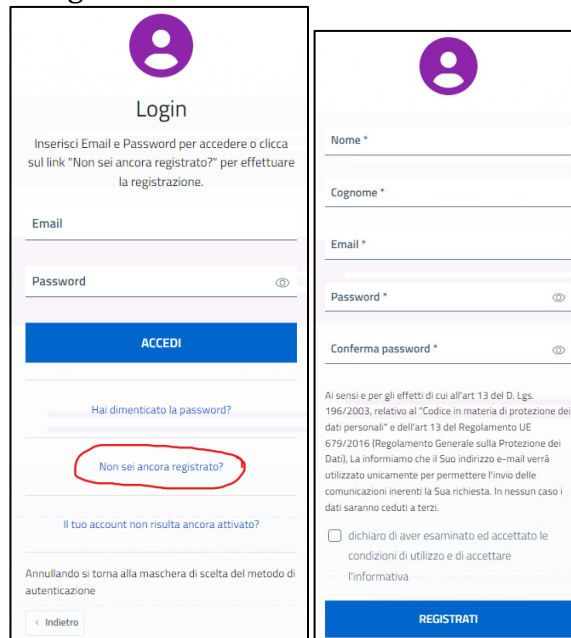 Login
Inserisci Email e Password per accedere o clicca
sul link "Non sei ancora registrato?" per effettuare
la registrazione.
Email
Password
ACCEDI
Hai dimenticato la password?
Non sei ancora registrato?
Il tuo account non risulta ancora attivato?
Annullando si torna alla maschera di scelta del metodo di
autenticazione
< Indietro
Nome *
Cognome *
Email *
Password *
Conferma password *
Ai sensi e per gli effetti di cui all'art 13 del D. Lgs.
196/2003, relativo al "Codice in materia di protezione dei
dati personali" e dell'art 13 del Regolamento UE
679/2016 (Regolamento Generale sulla Protezione dei
Dati), La informiamo che il Suo indirizzo e-mail verrà
utilizzato unicamente per permettere l'invio delle
comunicazioni inerenti la Sua richiesta. In nessun caso i
dati saranno ceduti a terzi.
dichiaro di aver esaminato ed accettato le
condizioni di utilizzo e di accettare
l'informativa
REGISTRATI